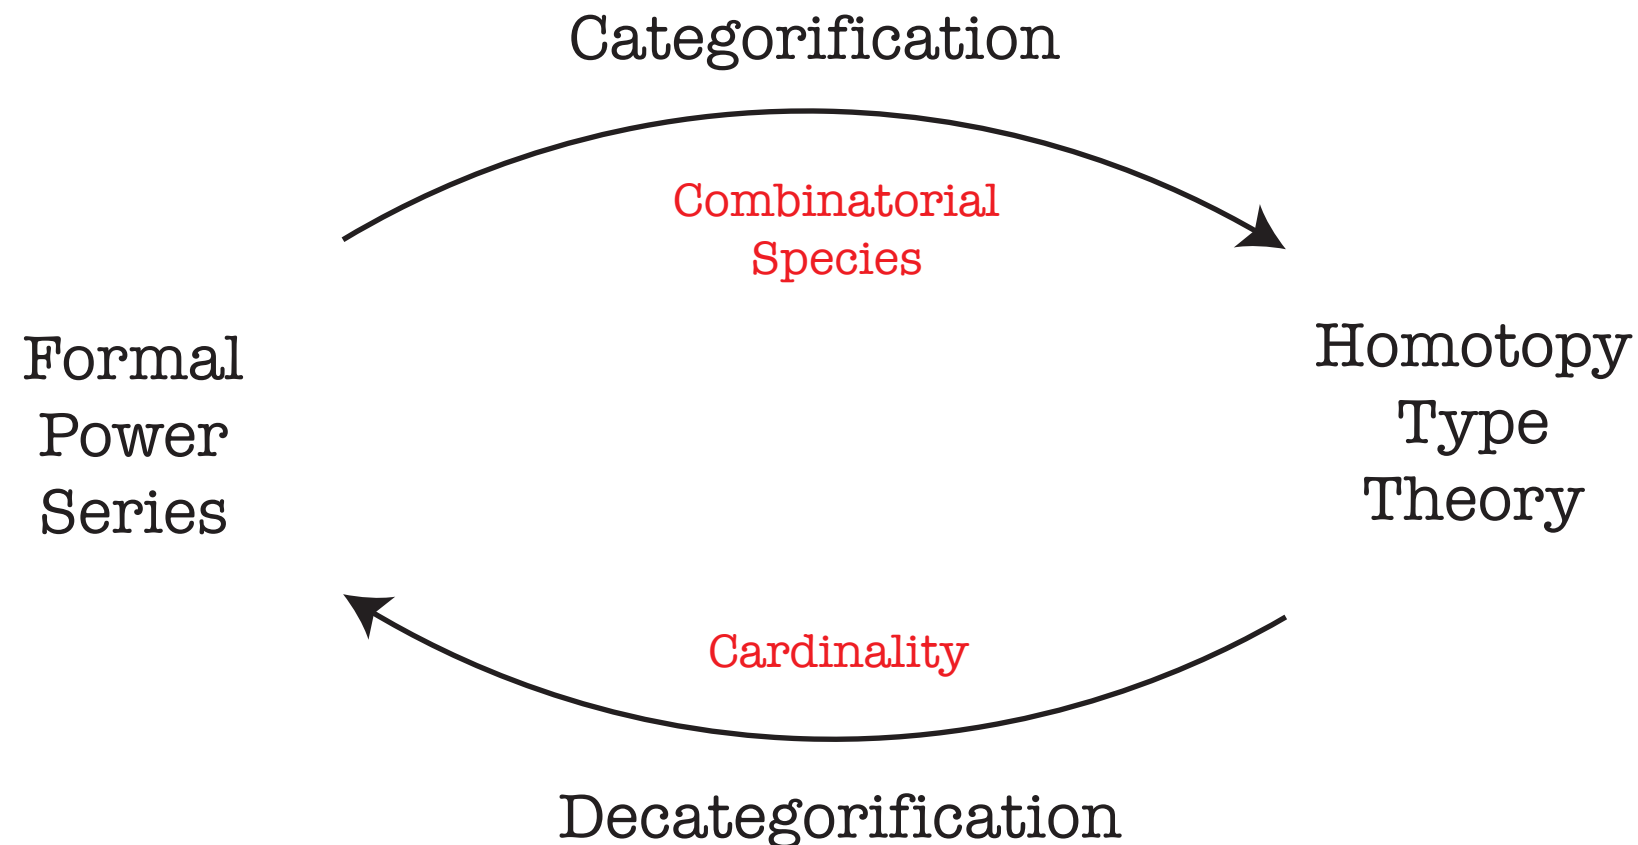 Categorification
Combinatorial
Species
Formal
Power
Series
Homotopy
Type
Theory
Cardinality
Decategorification